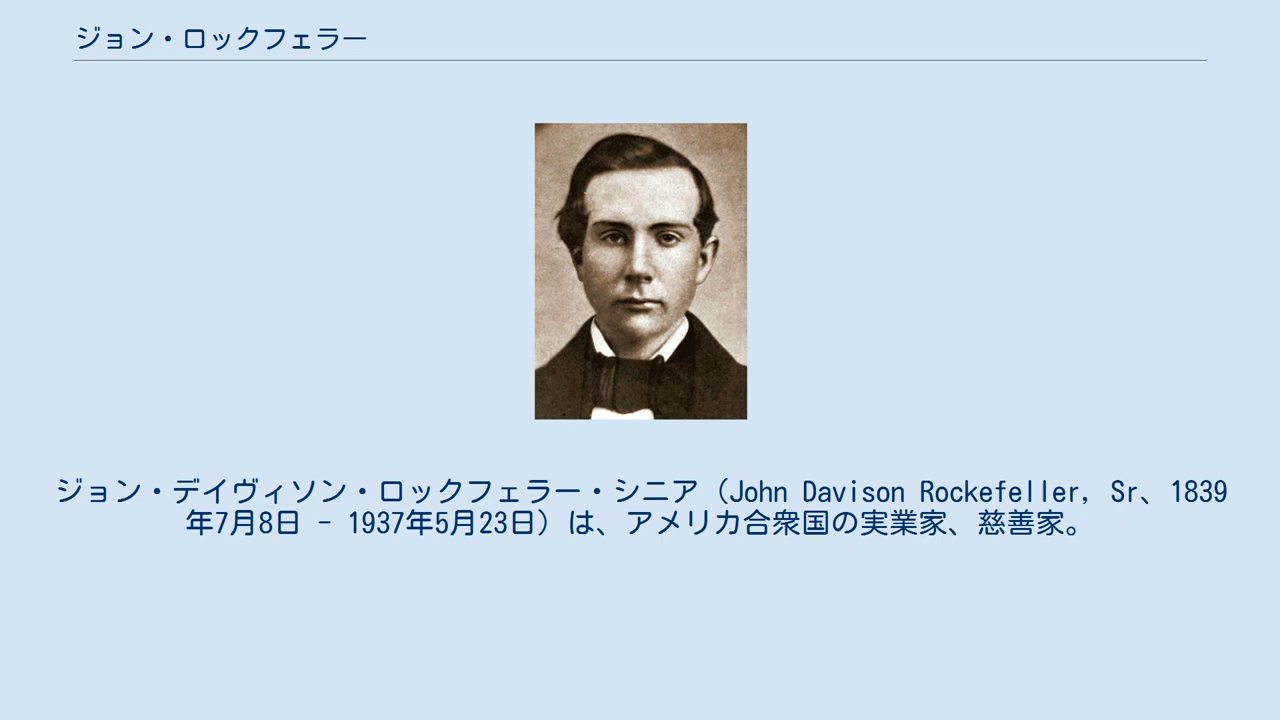 ジョン・ロックフェラー
ジョン・デイヴィソン・ロックフェラー・シニア（John Davison Rockefeller, Sr、1839
年7月8日 - 1937年5月23日）は、アメリカ合衆国の実業家、慈善家。